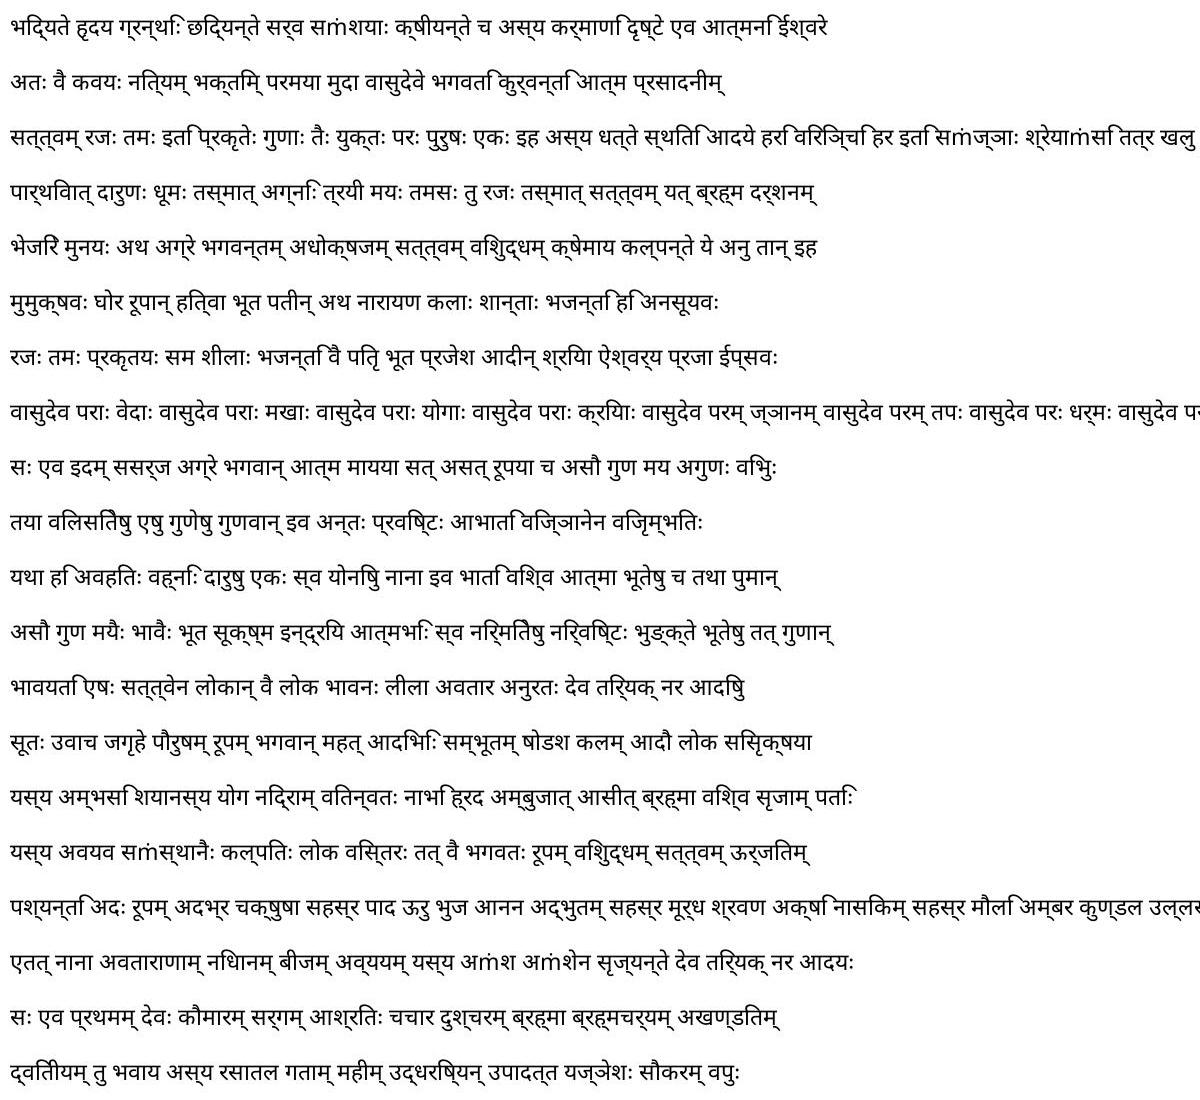 भिद्यते हृदय ग्रन्थिः छिद्यन्ते सर्व सṁशयाः क्षीयन्ते च अस्य कर्माणि दृष्टे एव आत्मनि ईश्वरे
अतः वै कवयः नित्यम् भक्तिम् परमया मुदा वासुदेवे भगवति कुर्वन्ति आत्म प्रसादनीम्
सत्त्वम् रजः तमः इति प्रकृतेः गुणाः तैः युक्तः परः पुरुषः एकः इह अस्य धत्ते स्थिति आदये हरि विरिञ्चि हर इति सṁज्ञाः श्रेयाṁसि तत्र खलु
पार्थिवात् दारुणः धूमः तस्मात् अग्निः त्रयी मयः तमसः तु रजः तस्मात् सत्त्वम् यत् ब्रह्म दर्शनम्
भेजिरे मुनयः अथ अग्रे भगवन्तम् अधोक्षजम् सत्त्वम् विशुद्धम् क्षेमाय कल्पन्ते ये अनु तान् इह
मुमुक्षवः घोर रूपान् हित्वा भूत पतीन् अथ नारायण कलाः शान्ताः भजन्ति हि अनसूयवः
रजः तमः प्रकृतयः सम शीलाः भजन्ति वै पितृ भूत प्रजेश आदीन् श्रिया ऐश्वर्य प्रजा ईप्सवः
वासुदेव पराः वेदाः वासुदेव पराः मखाः वासुदेव पराः योगाः वासुदेव पराः क्रियाः वासुदेव परम् ज्ञानम् वासुदेव परम् तपः वासुदेव परः धर्मः वासुदेव
सः एव इदम् ससर्ज अग्रे भगवान् आत्म मायया सत् असत् रूपया च असौ गुण मय अगुणः विभुः
तया विलसितेषु एषु गुणेषु गुणवान् इव अन्तः प्रविष्टः आभाति विज्ञानेन विजृम्भितः
यथा हि अवहितः वह्निः दारुषु एकः स्व योनिषु नाना इव भाति विश्व आत्मा भूतेषु च तथा पुमान्
असौ गुण मयैः भावैः भूत सूक्ष्म इन्द्रिय आत्मभिः स्व निर्मितेषु निर्विष्टः भुङ्क्ते भूतेषु तत् गुणान्
भावयति एषः सत्त्वेन लोकान् वै लोक भावनः लीला अवतार अनुरतः देव तिर्यक् नर आदिषु
सूतः उवाच जगृहे पौरुषम् रूपम् भगवान् महत् आदिभिः सम्भूतम् षोडश कलम् आदौ लोक सिसृक्षया
यस्य अम्भसि शयानस्य योग निद्राम् वितन्वतः नाभि ह्रद अम्बुजात् आसीत् ब्रह्मा विश्व सृजाम् पतिः
यस्य अवयव सṁस्थानैः कल्पितः लोक विस्तरः तत् वै भगवतः रूपम् विशुद्धम् सत्त्वम् ऊर्जितम्
पश्यन्ति अदः रूपम् अदभ्र चक्षुषा सहस्र पाद ऊरु भुज आनन अद्भुतम् सहस्र मूर्ध श्रवण अक्षि नासिकम् सहस्र मौलि अम्बर कुण्डल
एतत् नाना अवताराणाम् निधानम् बीजम् अव्ययम् यस्य अṁश अṁशेन सृज्यन्ते देव तिर्यक् नर आदयः
सः एव प्रथमम् देवः कौमारम् सर्गम् आश्रितः चचार दुश्चरम् ब्रह्मा ब्रह्मचर्यम् अखण्डितम्
द्वितीयम् तु भवाय अस्य रसातल गताम् महीम् उद्धरिष्यन् उपादत्त यज्ञेशः सौकरम् वपुः